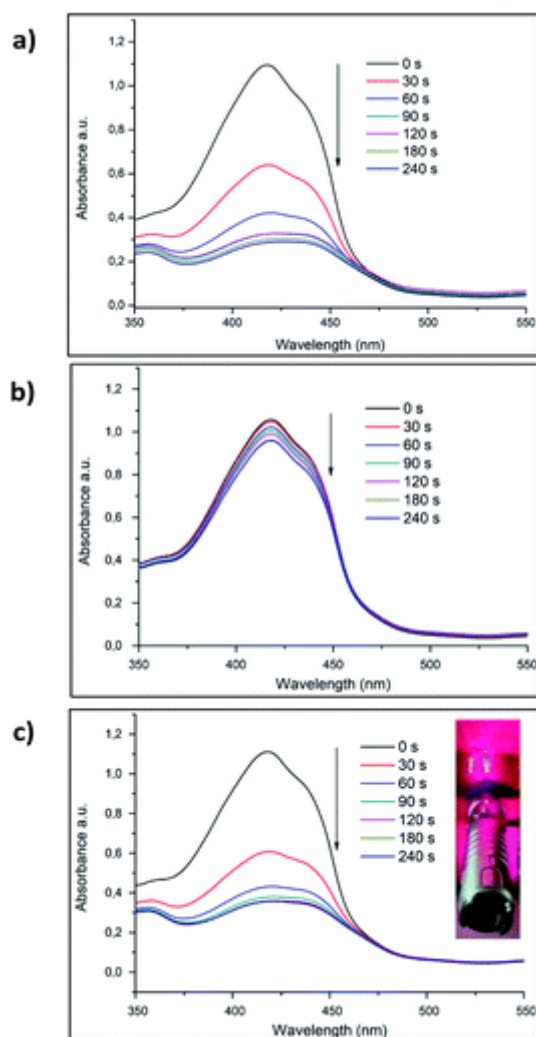 a)
Absorbance a.u.
1,2
1,0
0,8
0,6
0,4
0,2
0,0
350
400
450
500
550
Wavelength (nm)
0 s
30 s
60 s
90 s
120 s
180 s
240 s
b)
Absorbance a.u.
1,2
1,0
0,8
0,6
0,4
0,2
0,0
350
400
450
500
550
Wavelength (nm)
0 s
30 s
60 s
90 s
120 s
180 s
240 s
c)
Absorbance a.u.
1,2
1,0
0,8
0,6
0,4
0,2
0,0
350
400
450
500
550
Wavelength (nm)
0 s
30 s
60 s
90 s
120 s
180 s
240 s